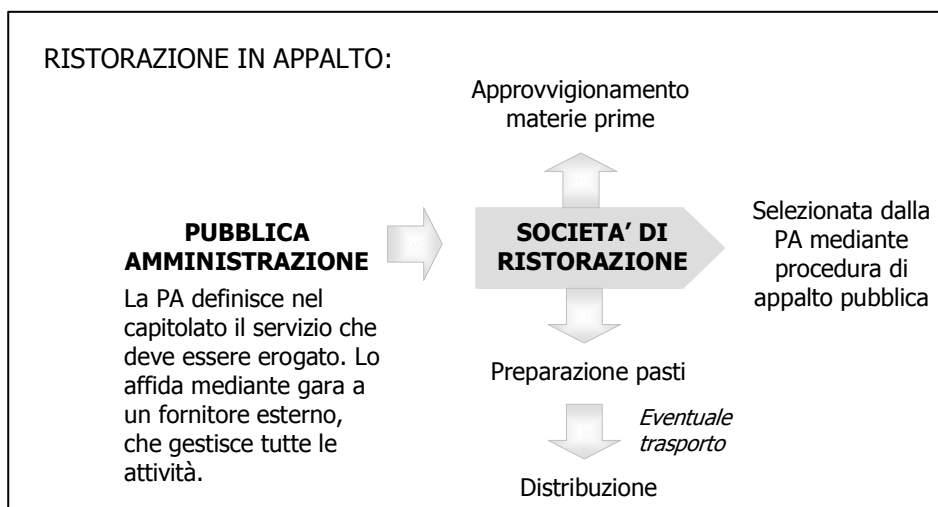 RISTORAZIONE IN APPALTO:
Approvvigionamento
materie prime
PUBBLICA
AMMINISTRAZIONE
La PA definisce nel
capitolato il servizio che
deve essere erogato. Lo
affida mediante gara a
un fornitore esterno,
che gestisce tutte le
attività.
SOCIETA’ DI
RISTORAZIONE
Selezionata dalla
PA mediante
procedura di
appalto pubblica
Preparazione pasti
Eventuale
trasporto
Distribuzione